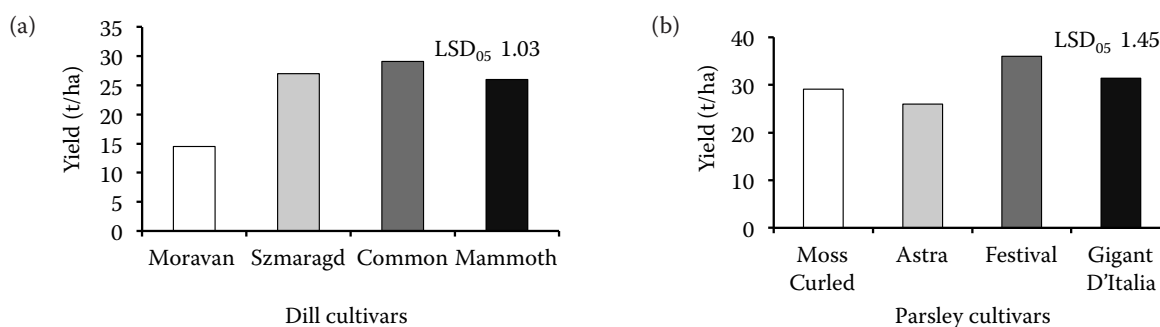 (a)
35
30
25
20
15
10
5
0
Yield (t/ha)
LSD₀₅ 1.03
Moravan Szmaragd Common Mammoth
Dill cultivars
(b)
40
30
20
10
0
Yield (t/ha)
LSD₀₅ 1.45
Moss Curled
Astra
Festival
Gigant D’Italia
Parsley cultivars